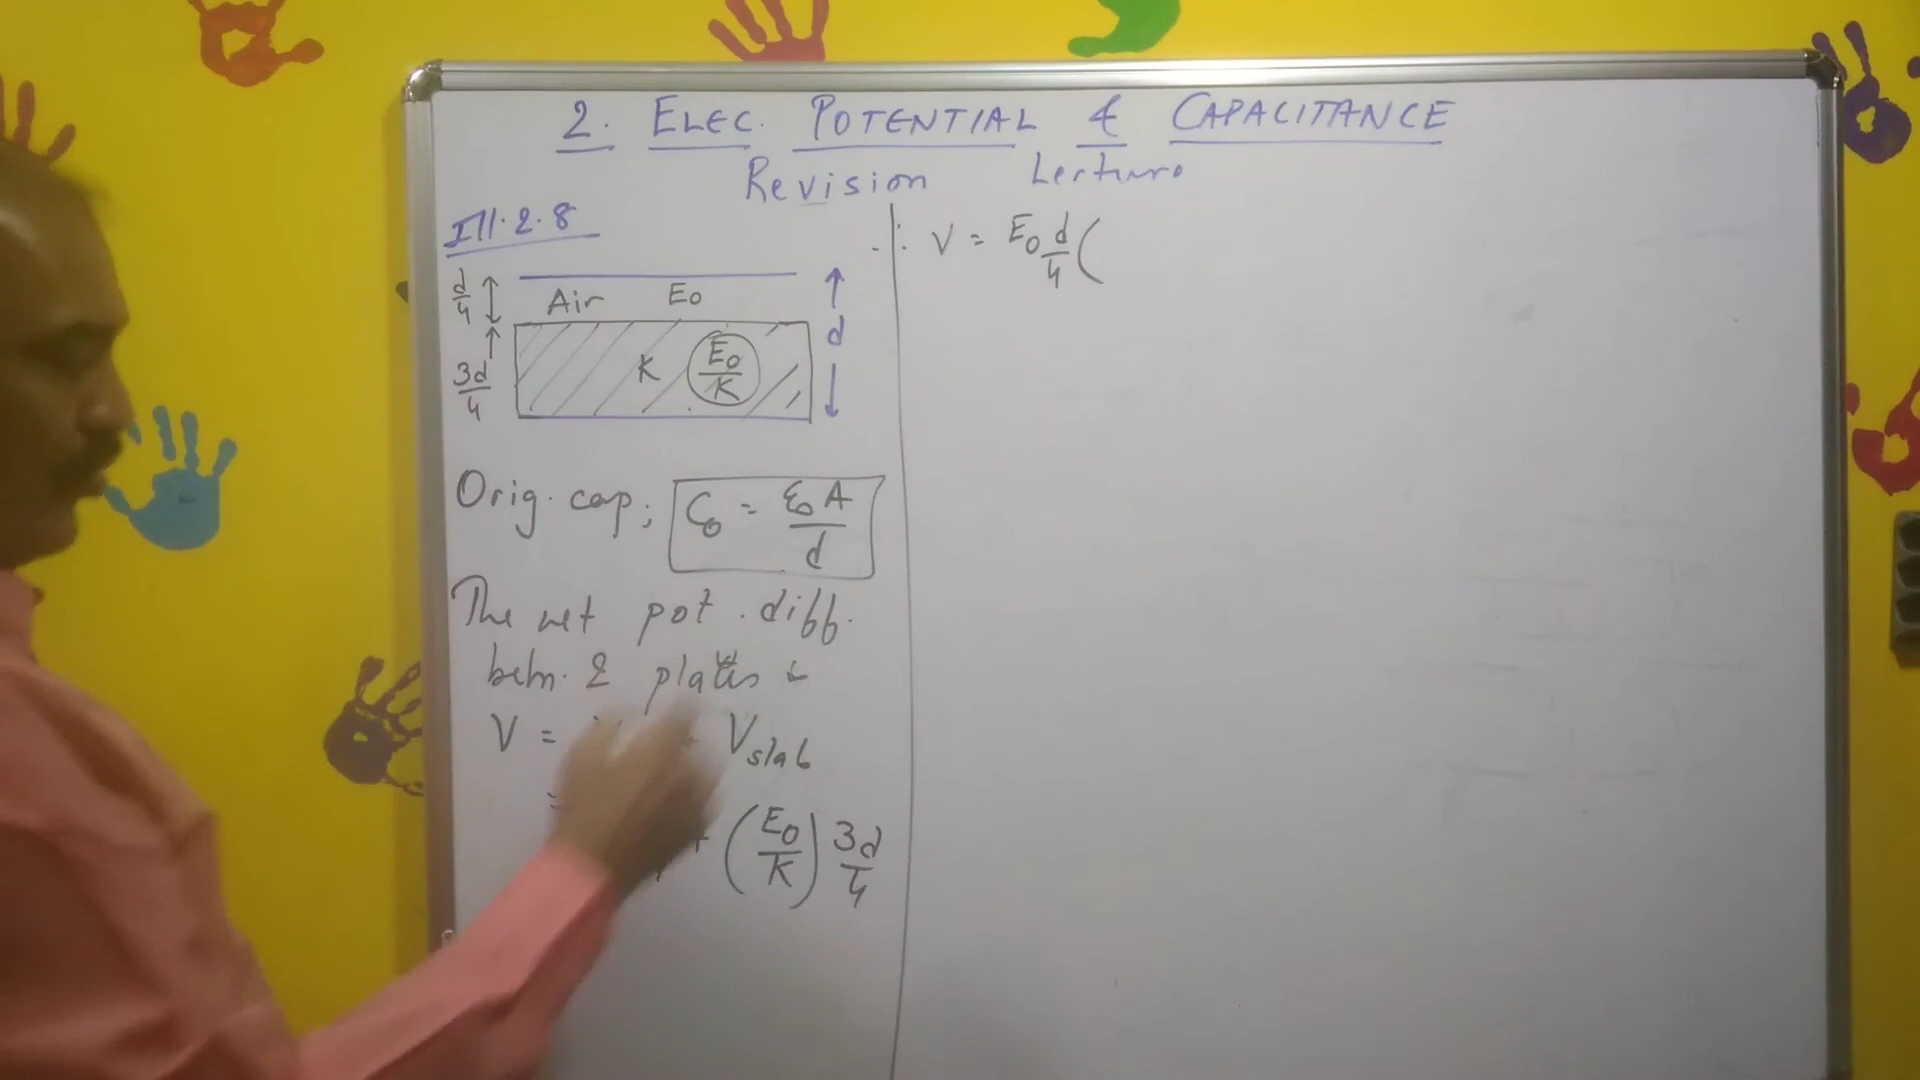 2. ELEC. POTENTIAL & CAPACITANCE
Revision Lecture
Ill. 2.8
d/4
Air E₀
d
3d/4
K E₀/K
Orig. cap; C₀ = ε₀A/d
The net pot. diff.
betn. 2 plates is
V = V slab
=
+ (E₀/K) 3d/4
∴ V = E₀ d/4 (